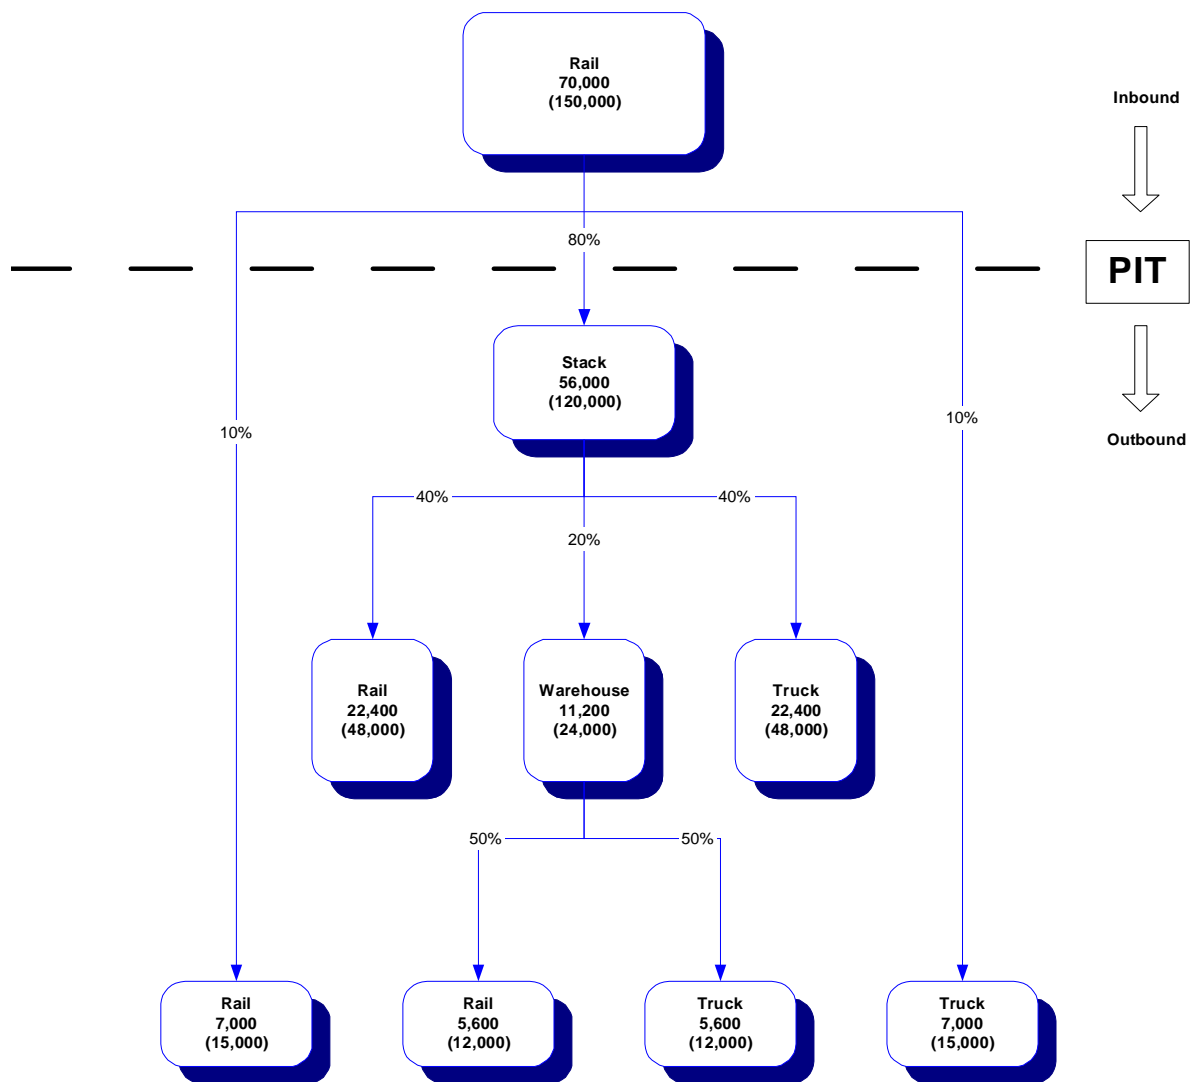 Rail
70,000
(150,000)
Inbound
80%
PIT
Stack
56,000
(120,000)
10%
10%
Outbound
40%
40%
20%
Rail
22,400
(48,000)
Warehouse
11,200
(24,000)
Truck
22,400
(48,000)
50%
50%
Rail
7,000
(15,000)
Rail
5,600
(12,000)
Truck
5,600
(12,000)
Truck
7,000
(15,000)